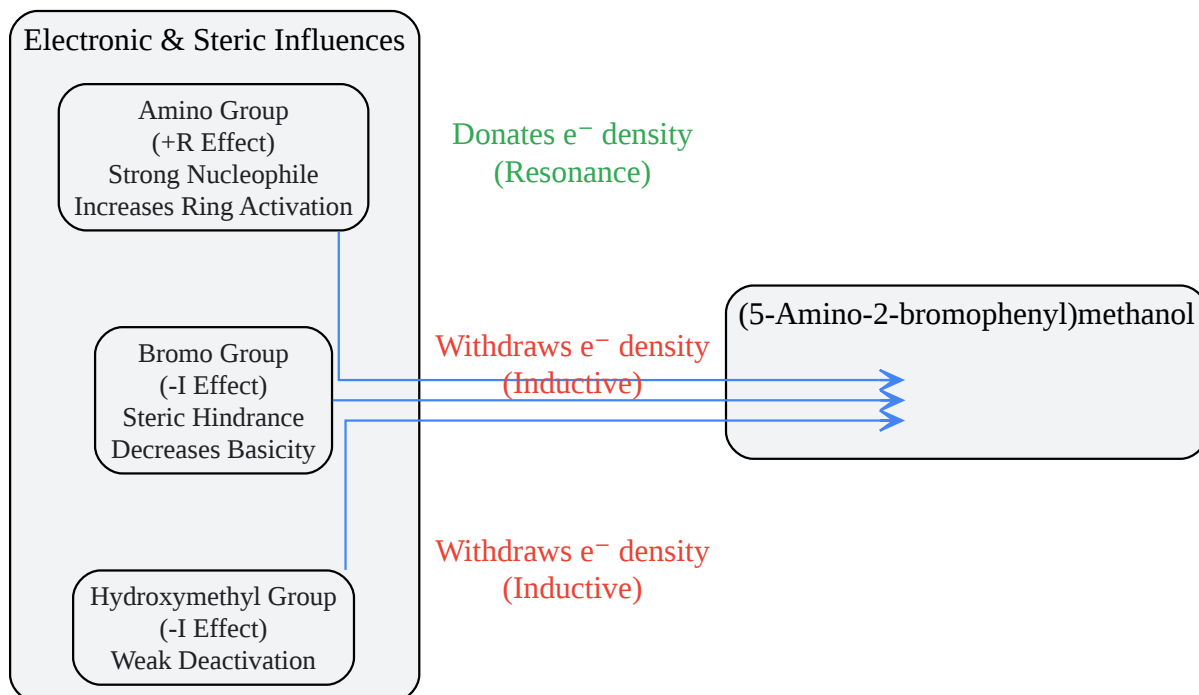 Electronic & Steric Influences
Amino Group
(+R Effect)
Strong Nucleophile
Increases Ring Activation
Donates e⁻ density
(Resonance)
Bromo Group
(-I Effect)
Steric Hindrance
Decreases Basicity
Withdraws e⁻ density
(Inductive)
(5-Amino-2-bromophenyl)methanol
Hydroxymethyl Group
(-I Effect)
Weak Deactivation
Withdraws e⁻ density
(Inductive)